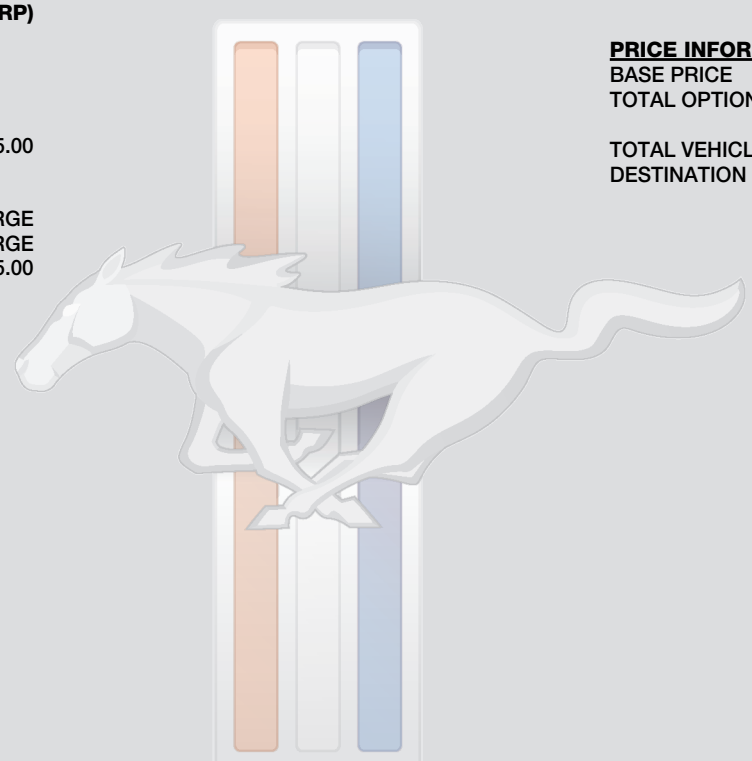 RP)
5.00
RGE
RGE
5.00
PRICE INFOR
BASE PRICE
TOTAL OPTION
TOTAL VEHICL
DESTINATION